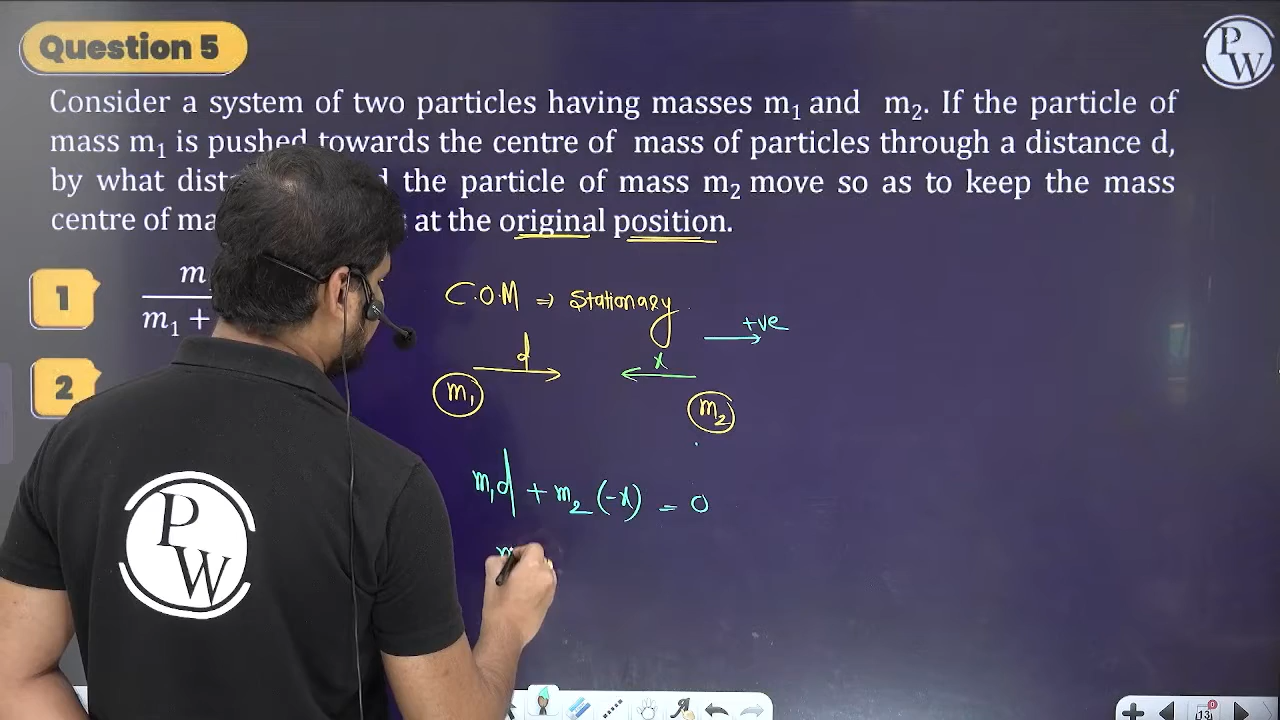 Question 5
PW
Consider a system of two particles having masses m₁ and m₂. If the particle of
mass m₁ is pushed towards the centre of mass of particles through a distance d,
by what the particle of mass m₂ move so as to keep the mass
centre of at the original position.
1
m₁ +
C.O.M ⇒ Stationary
+ve
d
x
m₁
m₂
2
m₁d + m₂(-x) = 0
m
PW